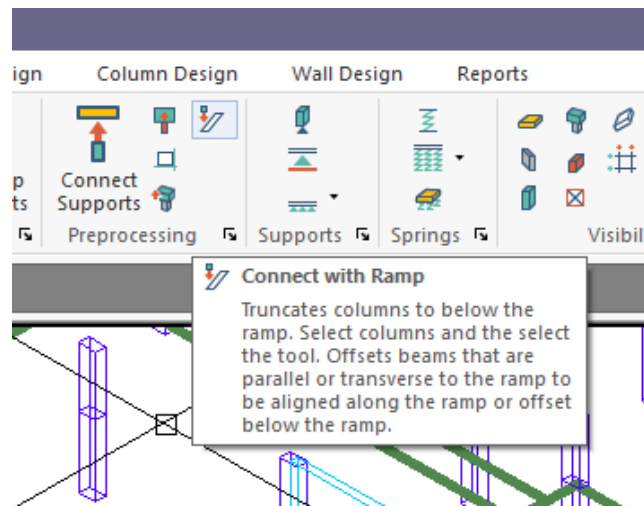 ign Column Design Wall Design Reports
p Connect
ts Supports
Preprocessing Supports Springs Visibil
Connect with Ramp
Truncates columns to below the
ramp. Select columns and the select
the tool. Offsets beams that are
parallel or transverse to the ramp to
be aligned along the ramp or offset
below the ramp.